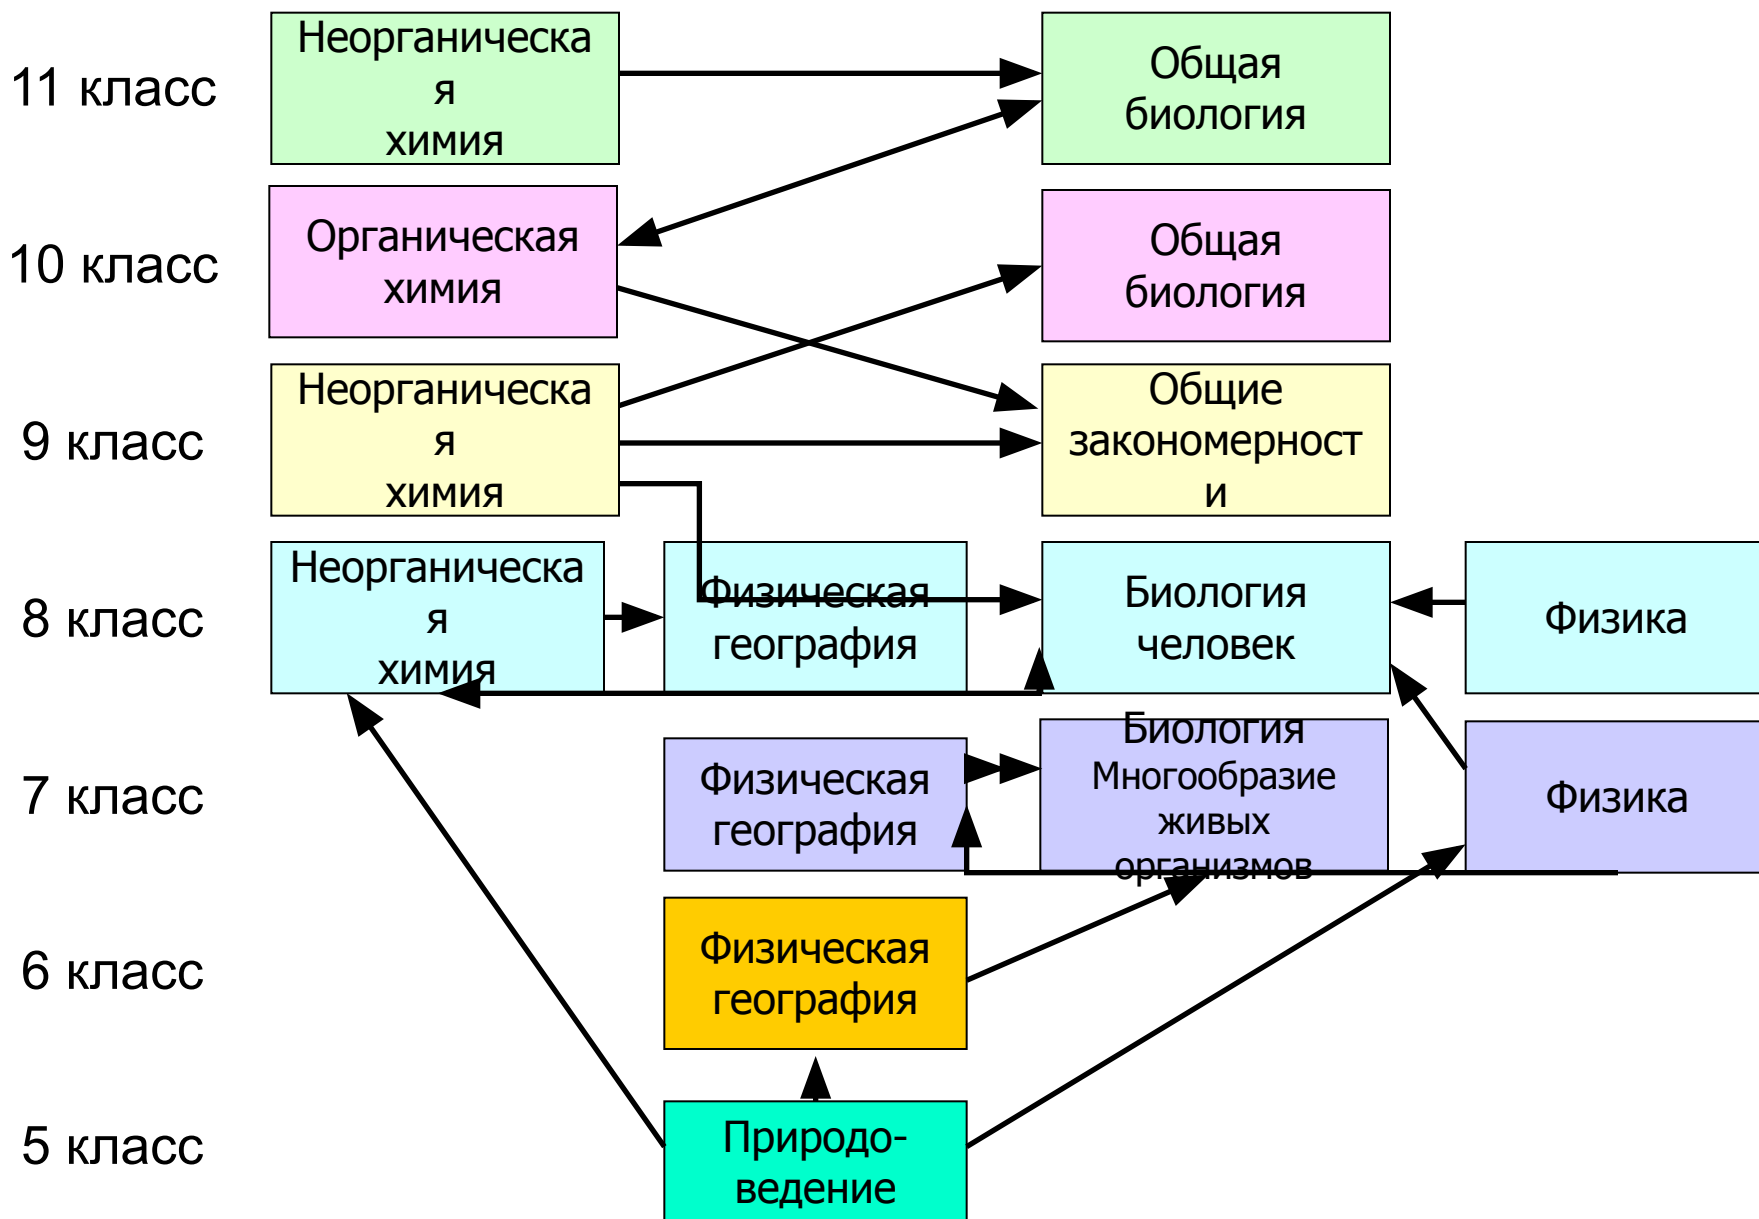 11 класс
Неорганическа
я
химия
Общая
биология
10 класс
Органическая
химия
Общая
биология
9 класс
Неорганическа
я
химия
Общие
закономерност
и
8 класс
Неорганическа
я
химия
Физическая
география
Биология
человек
Физика
7 класс
Физическая
география
Биология
Многообразие
живых
организмов
Физика
6 класс
Физическая
география
5 класс
Природо-
ведение